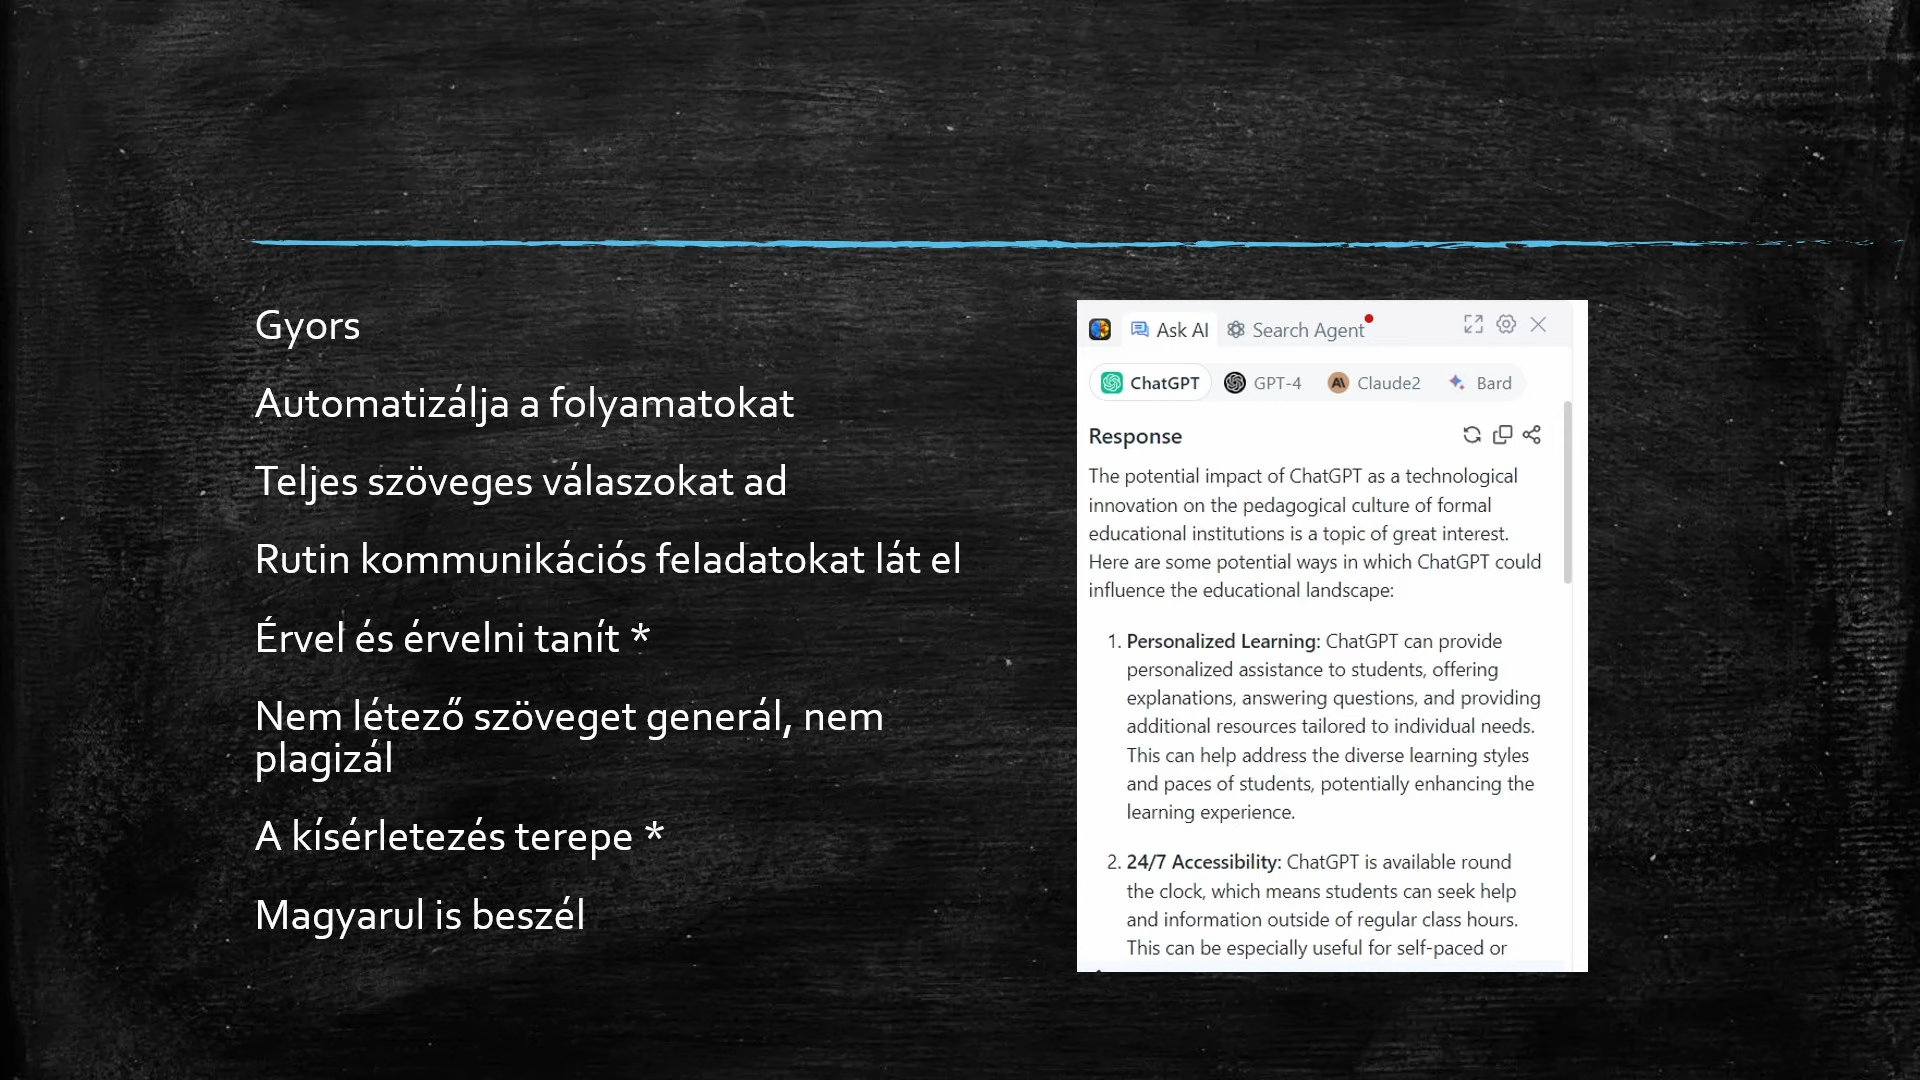 Gyors
Automatizálja a folyamatokat
Teljes szöveges válaszokat ad
Rutin kommunikációs feladatokat lát el
Érvel és érvelni tanít *
Nem létező szöveget generál, nem
plagizál
A kísérletezés terepe *
Magyarul is beszél
Ask AI Search Agent
ChatGPT GPT-4 Claude2 Bard
Response
The potential impact of ChatGPT as a technological
innovation on the pedagogical culture of formal
educational institutions is a topic of great interest.
Here are some potential ways in which ChatGPT could
influence the educational landscape:
1. Personalized Learning: ChatGPT can provide
personalized assistance to students, offering
explanations, answering questions, and providing
additional resources tailored to individual needs.
This can help address the diverse learning styles
and paces of students, potentially enhancing the
learning experience.
2. 24/7 Accessibility: ChatGPT is available round
the clock, which means students can seek help
and information outside of regular class hours.
This can be especially useful for self-paced or